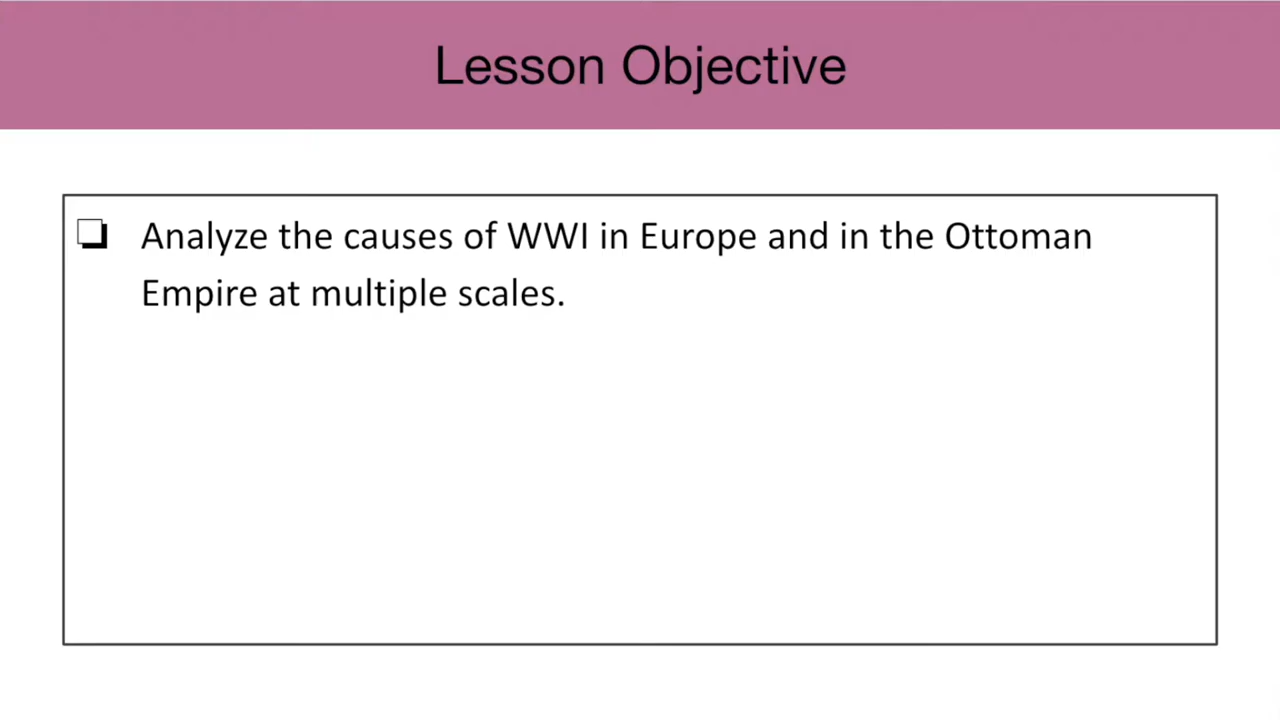 Lesson Objective
Analyze the causes of WWI in Europe and in the Ottoman
Empire at multiple scales.